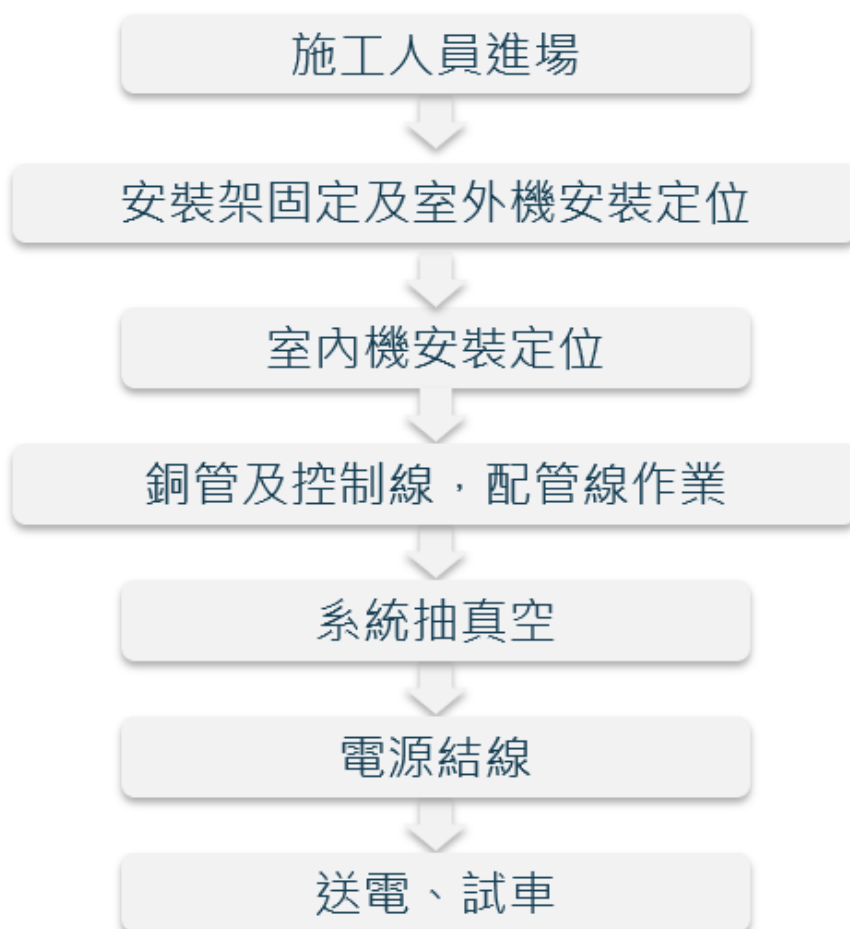 施工人員進場
安裝架固定及室外機安裝定位
室內機安裝定位
銅管及控制線，配管線作業
系統抽真空
電源結線
送電、試車